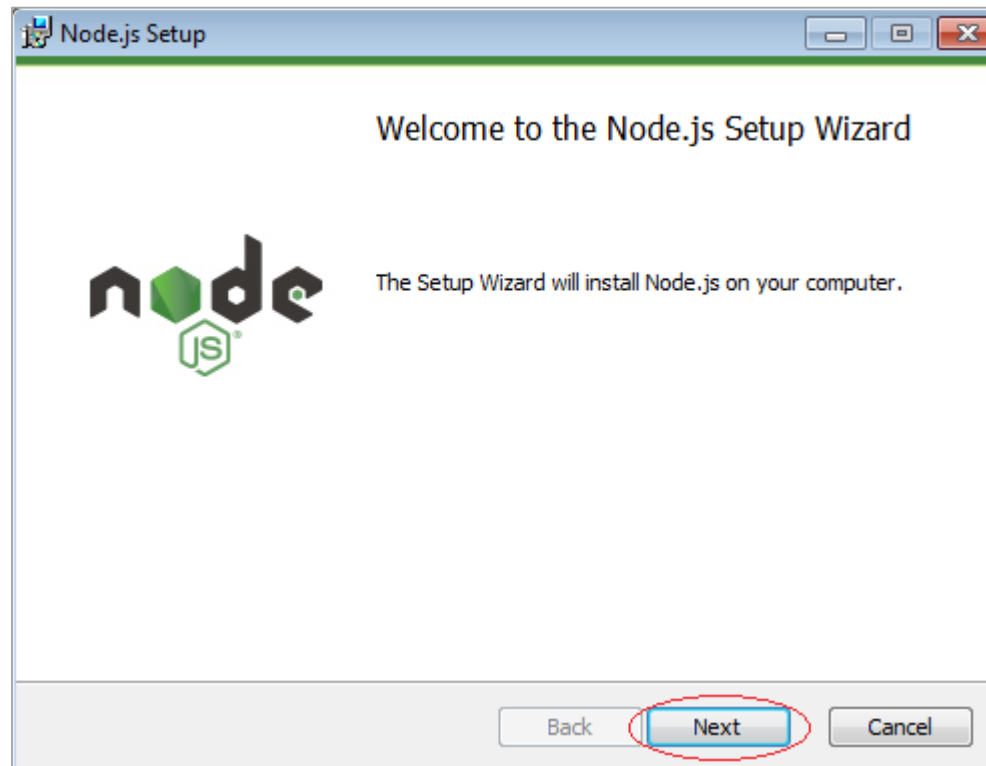 Node.js Setup
Welcome to the Node.js Setup Wizard
node
JS®
The Setup Wizard will install Node.js on your computer.
Back
Next
Cancel